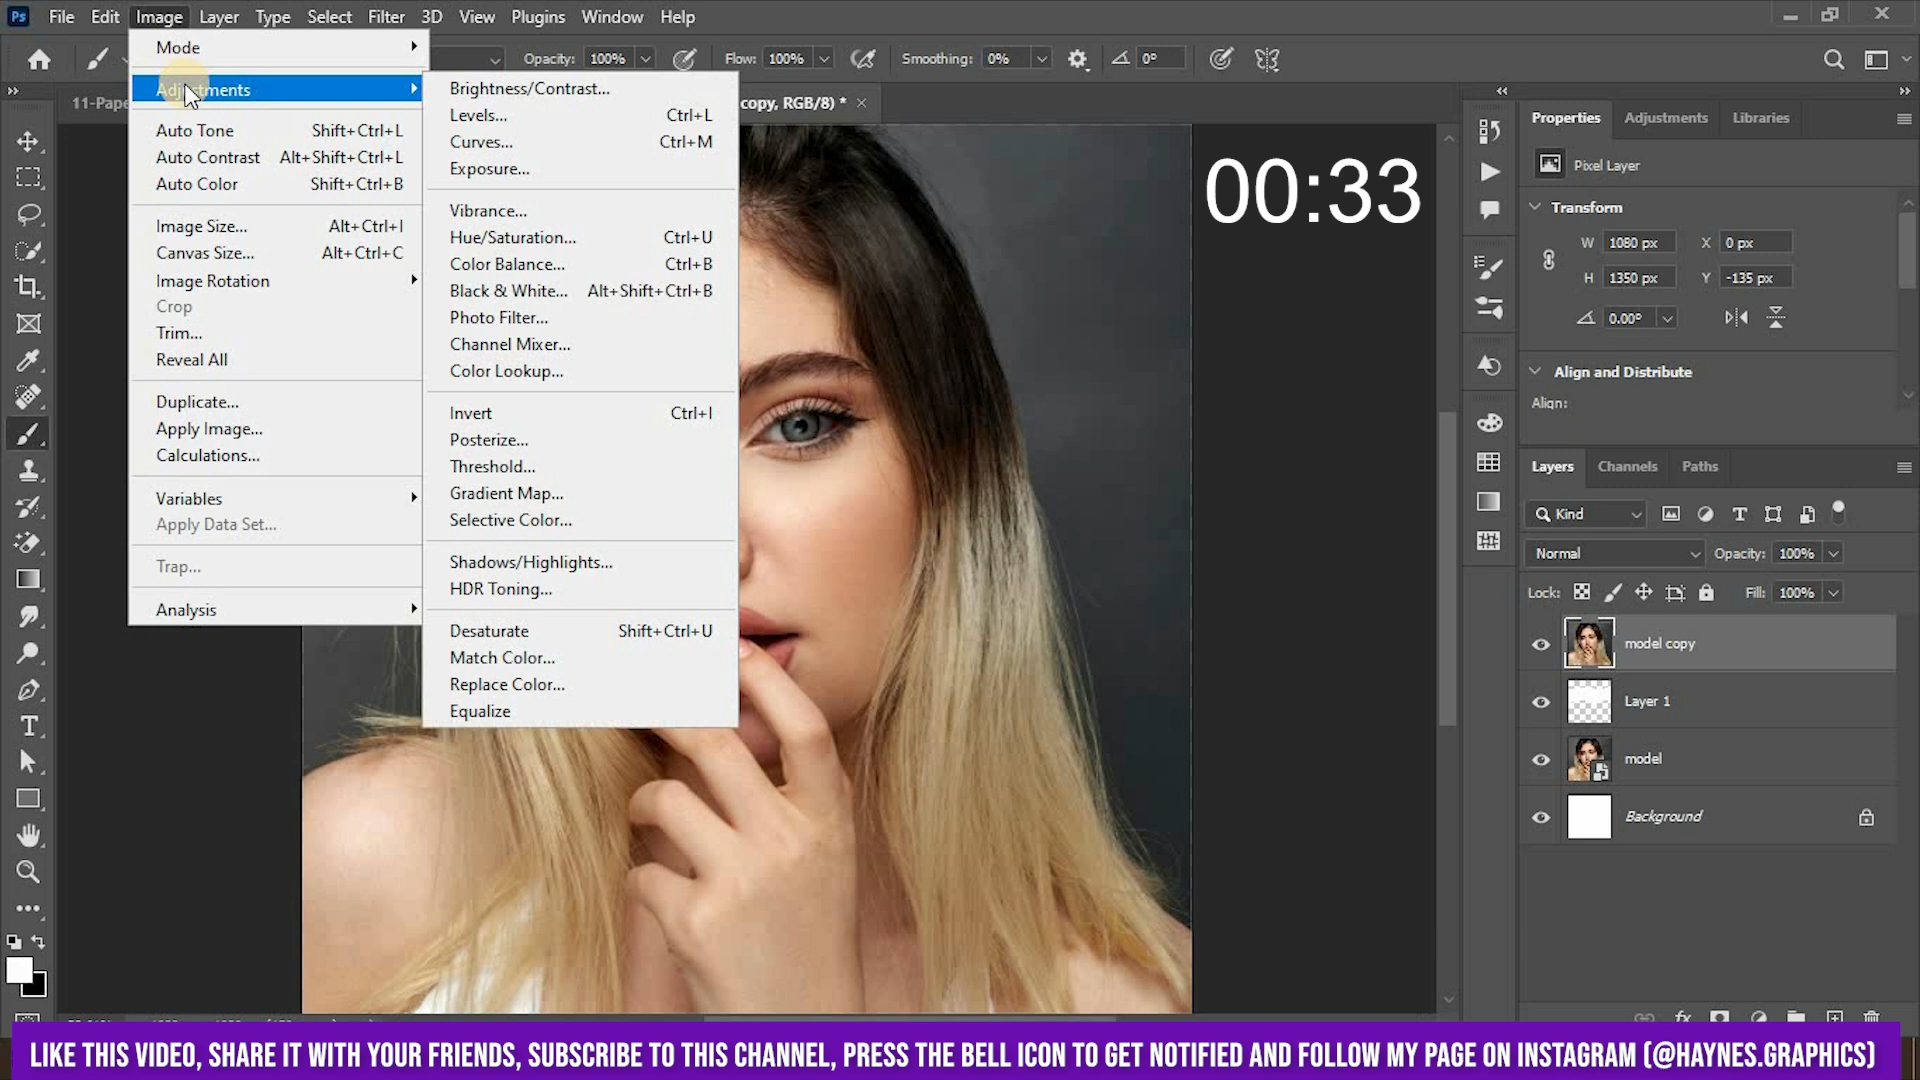 Ps File Edit Image Layer Type Select Filter 3D View Plugins Window Help
Opacity: 100% Flow: 100% Smoothing: 0% 0°
11-Pape
copy, RGB/8) *
Mode
Adjustments
Auto Tone Shift+Ctrl+L
Auto Contrast Alt+Shift+Ctrl+L
Auto Color Shift+Ctrl+B
Image Size... Alt+Ctrl+I
Canvas Size... Alt+Ctrl+C
Image Rotation
Crop
Trim...
Reveal All
Duplicate...
Apply Image...
Calculations...
Variables
Apply Data Set...
Trap...
Analysis
Brightness/Contrast...
Levels... Ctrl+L
Curves... Ctrl+M
Exposure...
Vibrance...
Hue/Saturation... Ctrl+U
Color Balance... Ctrl+B
Black & White... Alt+Shift+Ctrl+B
Photo Filter...
Channel Mixer...
Color Lookup...
Invert Ctrl+I
Posterize...
Threshold...
Gradient Map...
Selective Color...
Shadows/Highlights...
HDR Toning...
Desaturate Shift+Ctrl+U
Match Color...
Replace Color...
Equalize
00:33
Properties Adjustments Libraries
Pixel Layer
Transform
W 1080 px X 0 px
H 1350 px Y -135 px
0.00°
Align and Distribute
Align:
Layers Channels Paths
Kind
Normal Opacity: 100%
Lock: Fill: 100%
model copy
Layer 1
model
Background
LIKE THIS VIDEO, SHARE IT WITH YOUR FRIENDS, SUBSCRIBE TO THIS CHANNEL, PRESS THE BELL ICON TO GET NOTIFIED AND FOLLOW MY PAGE ON INSTAGRAM (@HAYNES.GRAPHICS)